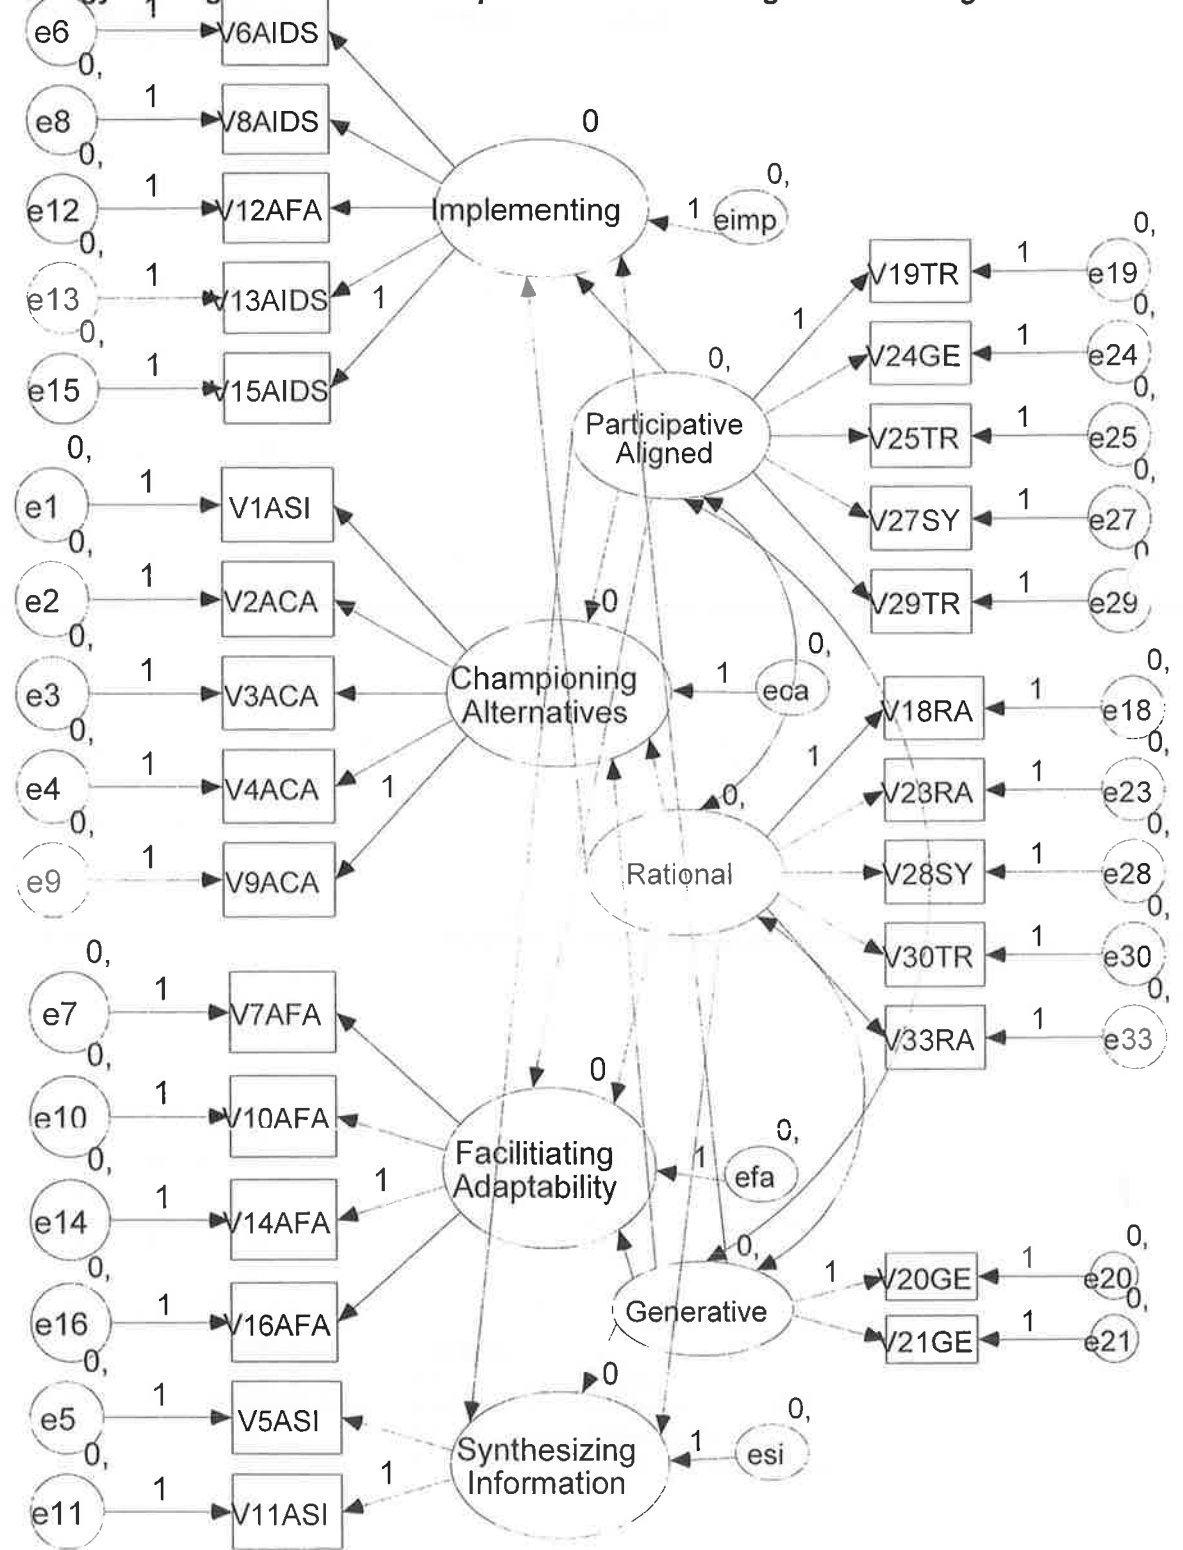 e6 1 V6AIDS
0,
e8 1 V8AIDS
0,
e12 1 V12AFA
0,
e13 1 V13AIDS
0,
e15 1 V15AIDS
1
0
Implementing
1 eimp
0,
0,
e1 1 V1ASI
0,
e2 1 V2ACA
0,
e3 1 V3ACA
0,
e4 1 V4ACA
0,
e9 1 V9ACA
1
0
Championing
Alternatives
1 eca
0,
0,
e7 1 V7AFA
0,
e10 1 V10AFA
0,
e14 1 V14AFA
0,
e16 1 V16AFA
0,
1
0
Facilitiating
Adaptability
1 efa
0,
e5 1 V5ASI
0,
e11 1 V11ASI
1
0
Synthesizing
Information
1 esi
0,
0,
Participative
Aligned
1
0,
V19TR 1 e19
0,
V24GE 1 e24
0,
V25TR 1 e25
0,
V27SY 1 e27
0
V29TR 1 e29
0,
Rational
1
0,
V18RA 1 e18
0,
V23RA 1 e23
0,
V28SY 1 e28
0,
V30TR 1 e30
0,
V33RA 1 e33
0,
Generative
1
0,
V20GE 1 e20
0,
V21GE 1 e21